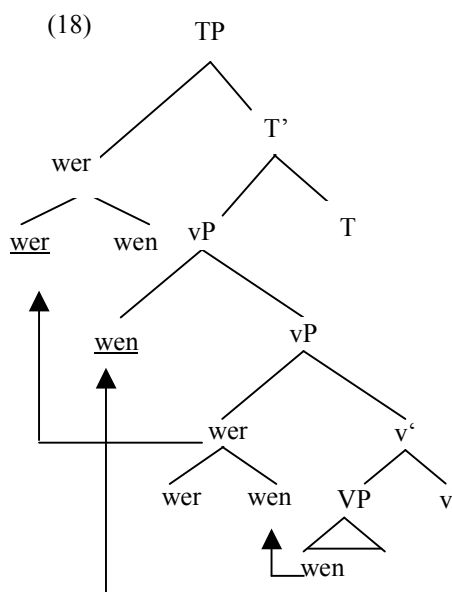 (18)
TP
T’
wer
wer wen vP T
wen vP
wer v‘
wer wen VP v
wen